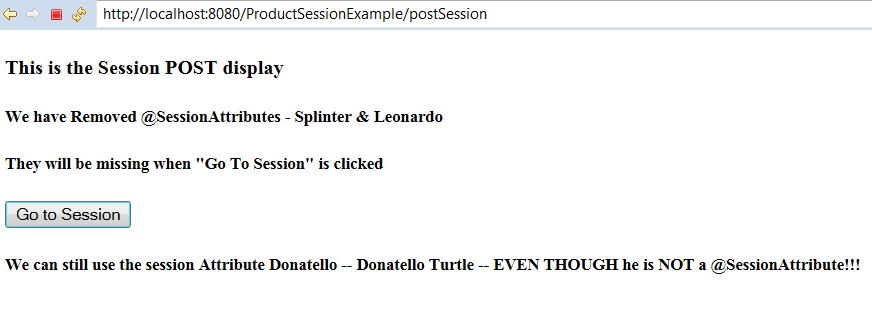 http://localhost:8080/ProductSessionExample/postSession
This is the Session POST display
We have Removed @SessionAttributes - Splinter & Leonardo
They will be missing when "Go To Session" is clicked
Go to Session
We can still use the session Attribute Donatello -- Donatello Turtle -- EVEN THOUGH he is NOT a @SessionAttribute!!!